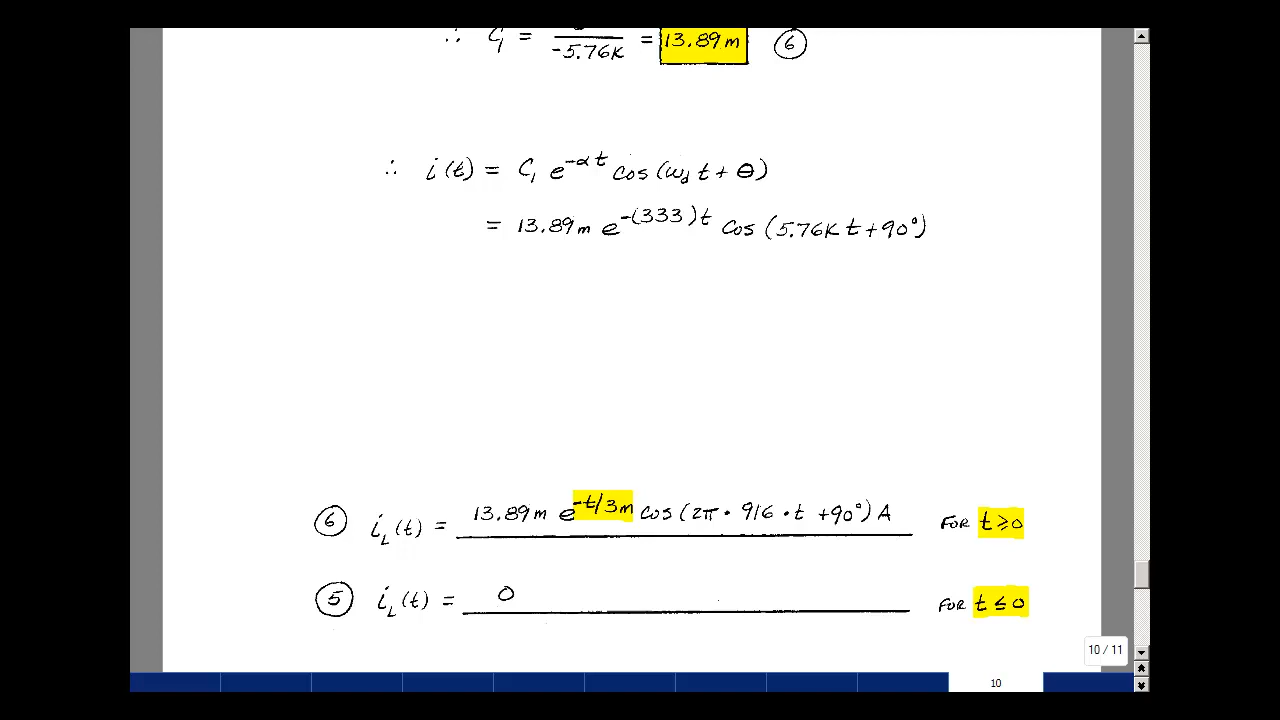 ∴ C₁ = /-5.76K = 13.89m ⑥
∴ i(t) = C₁ e^{-αt} cos(ω_d t + θ)
= 13.89m e^{-(333)t} cos(5.76K t + 90°)
⑥ i_L(t) = 13.89m e^{-t/3m} cos(2π • 916 • t + 90°) A FOR t ≥ 0
⑤ i_L(t) = 0 FOR t ≤ 0
10 / 11
10